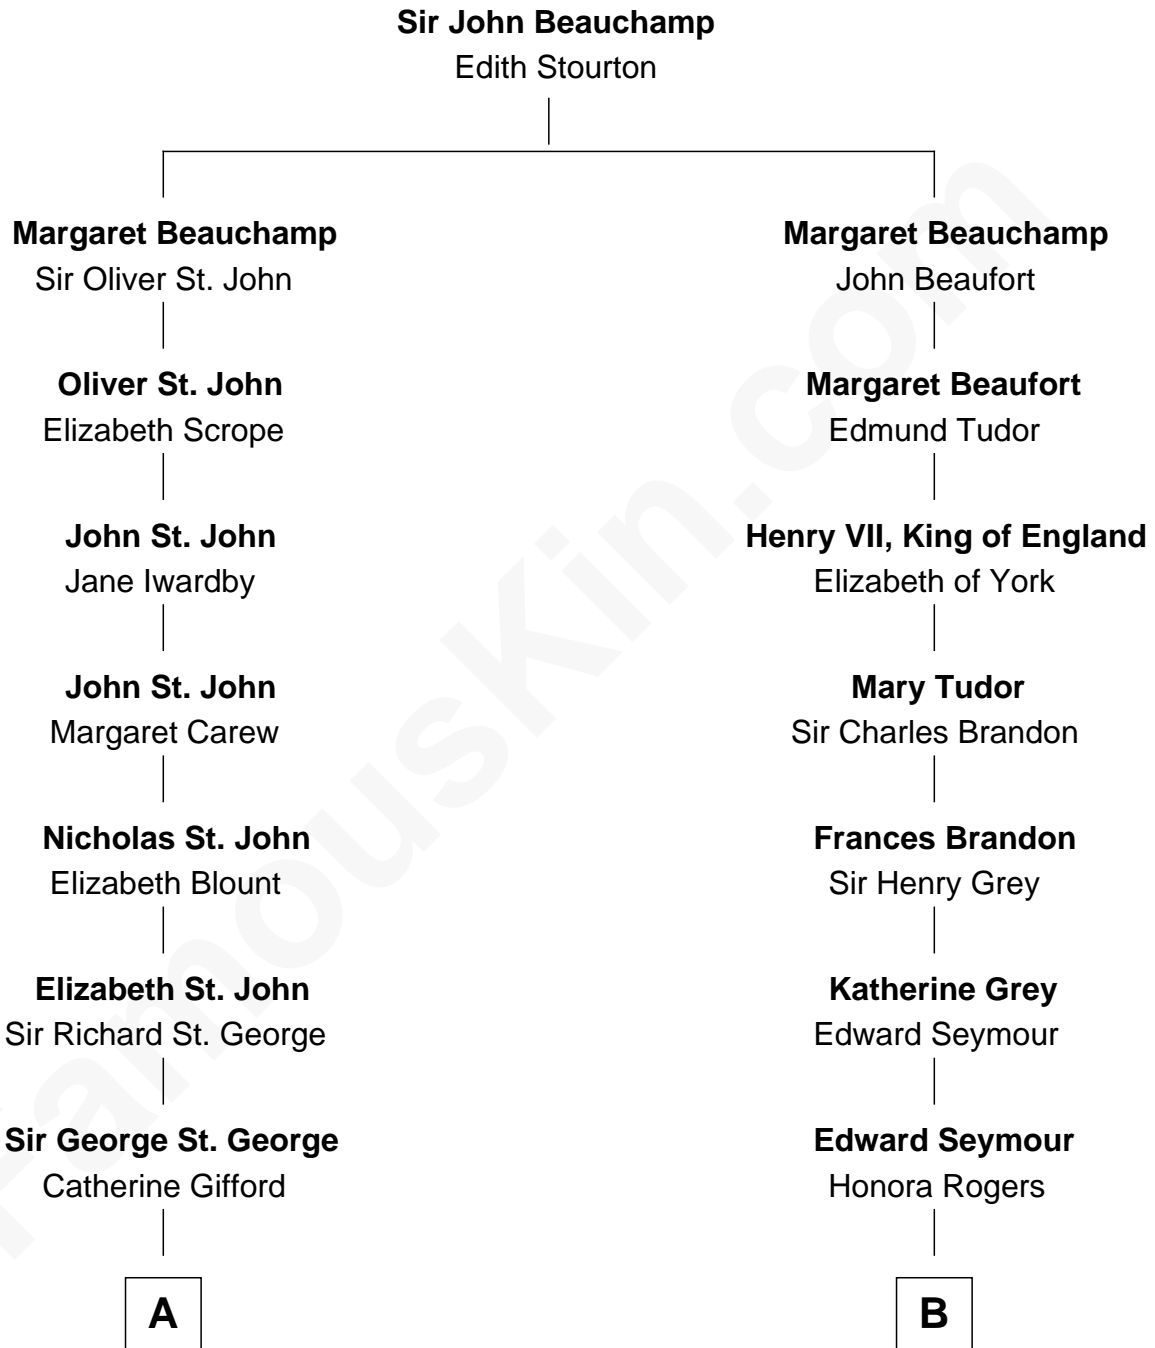 Sir John Beauchamp
Edith Stourton
Margaret Beauchamp
Sir Oliver St. John
Margaret Beauchamp
John Beaufort
Oliver St. John
Elizabeth Scrope
Margaret Beaufort
Edmund Tudor
John St. John
Jane Iwardby
Henry VII, King of England
Elizabeth of York
John St. John
Margaret Carew
Mary Tudor
Sir Charles Brandon
Nicholas St. John
Elizabeth Blount
Frances Brandon
Sir Henry Grey
Elizabeth St. John
Sir Richard St. George
Katherine Grey
Edward Seymour
Sir George St. George
Catherine Gifford
Edward Seymour
Honora Rogers
A
B
FamousKin.com